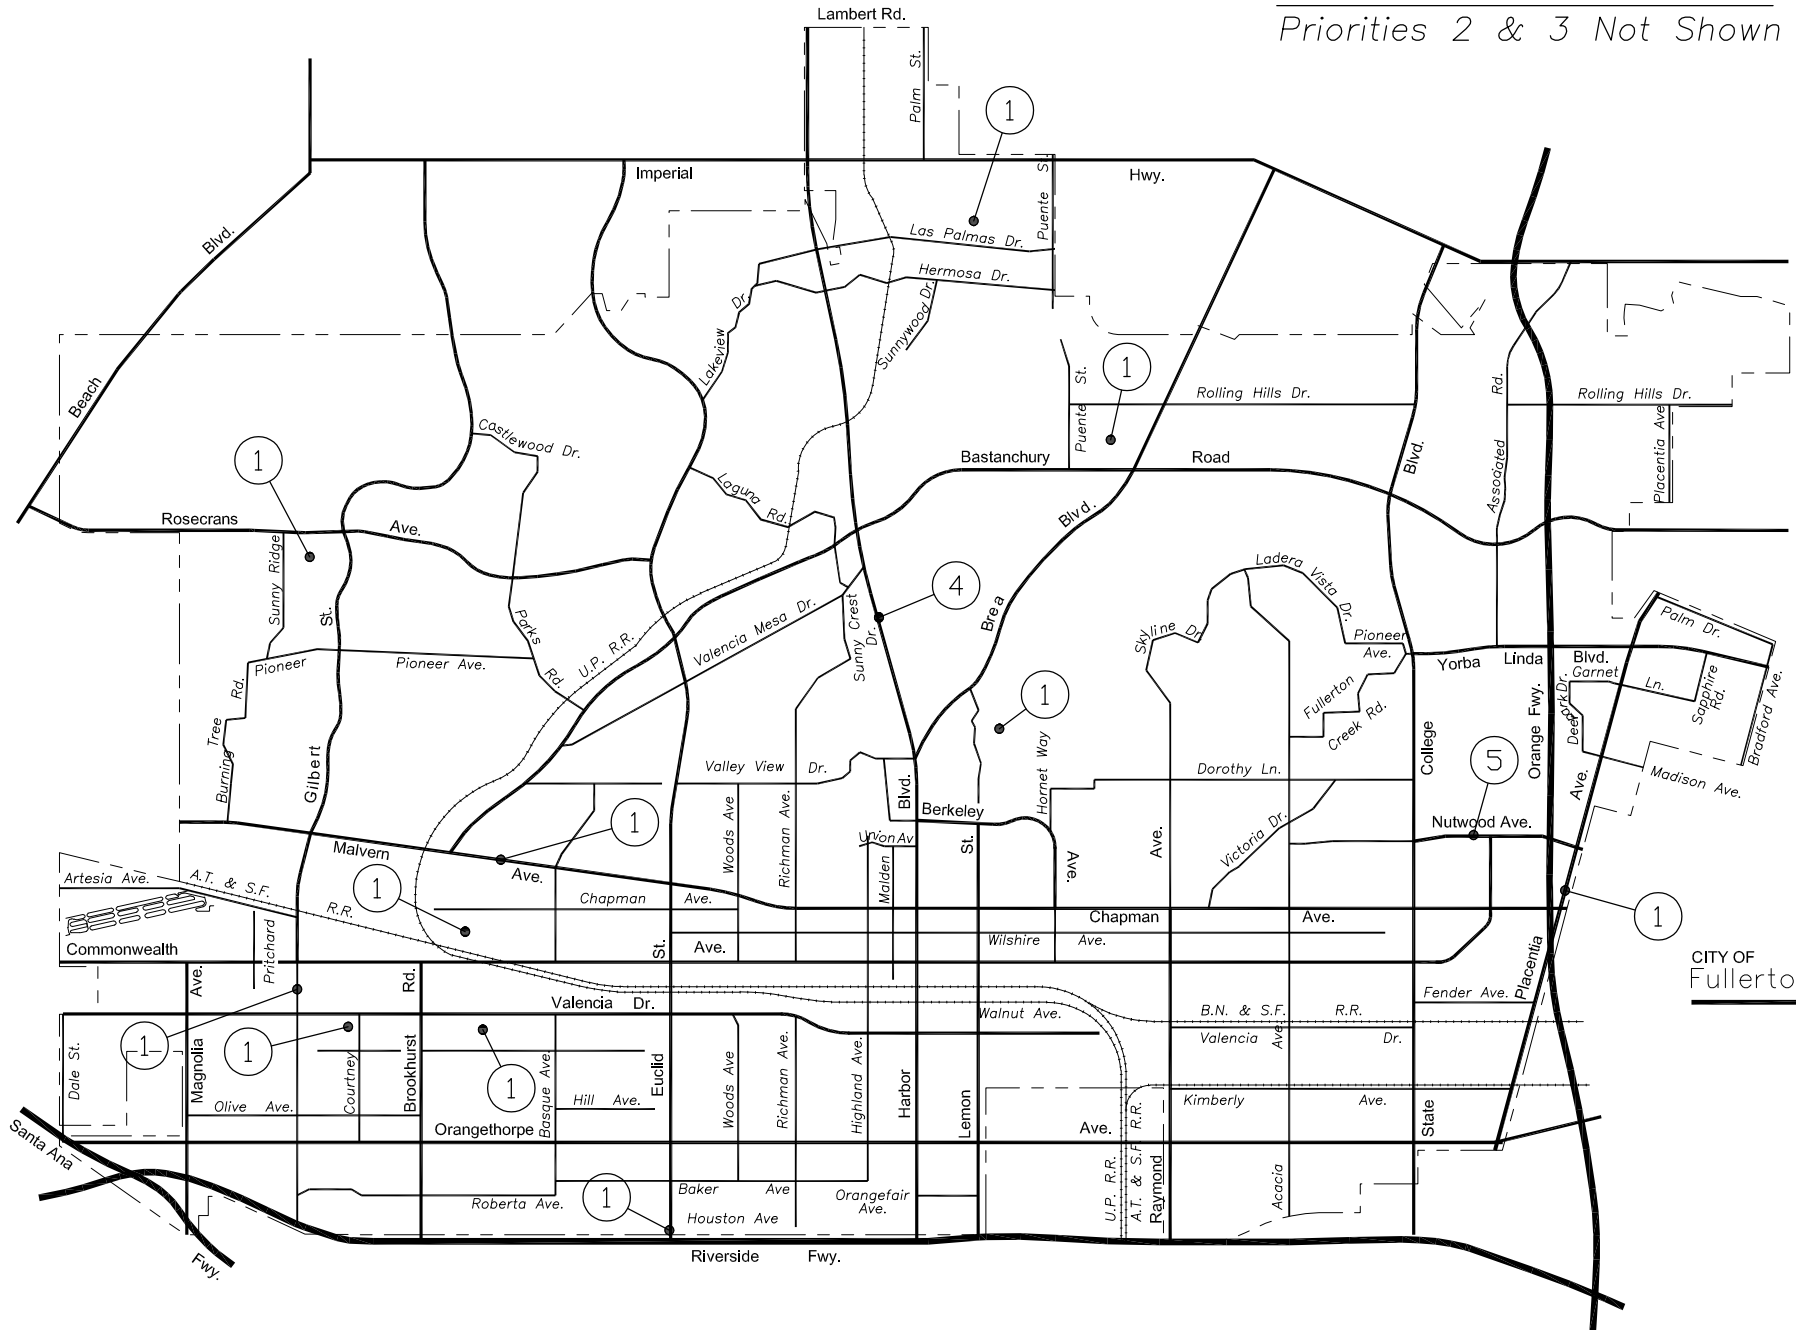 Lambert Rd.
Priorities 2 & 3 Not Shown
Palm St.
1
Imperial
Hwy.
Puente St.
Blvd.
Las Palmas Dr.
Hermosa Dr.
Sunnywood Dr.
Lakeview Dr.
Beach
1
Puente St.
Rolling Hills Dr.
Rd.
Rolling Hills Dr.
Placentia Ave
Castlewood Dr.
1
Bastanchury
Road
Blvd.
Associated
Laguna Rd.
Rosecrans
Ave.
Blvd.
Sunny Ridge
St.
Parks Rd.
4
Brea
Ladera Vista Dr.
Valencia Mesa Dr.
Sunny Crest Dr.
Skyline Dr
Pioneer Ave.
Palm Dr.
U.P. R.R.
Pioneer
Pioneer Ave.
Yorba
Linda
Blvd.
Garnet Ln.
Sapphire Rd.
Bradford Ave.
Burning Tree Rd.
1
Fullerton Creek Rd.
Deer Park Dr.
Orange Fwy.
College
Gilbert
Valley View Dr.
Blvd.
Hornet Way
Dorothy Ln.
5
Madison Ave.
Ave.
1
Woods Ave
Richman Ave.
Berkeley
Union Av
St.
Ave.
Ave.
Victoria Dr.
Nutwood Ave.
Malvern
Ave.
Malden
Artesia Ave.
A.T. & S.F.
R.R.
1
Chapman
Ave.
Chapman
Ave.
1
Commonwealth
Pritchard
St.
Ave.
Wilshire
Ave.
Placentia
CITY OF
Fullerto
Ave.
Rd.
Valencia Dr.
Walnut Ave.
Fender Ave.
B.N. & S.F.
R.R.
Valencia
Ave.
Dr.
1
1
1
Dale St.
Magnolia
Courtney
Brookhurst
Basque Ave.
Euclid
Woods Ave
Richman Ave.
Highland Ave.
Harbor
Lemon
Olive Ave.
Hill Ave.
Kimberly
Ave.
State
Orangethorpe
Ave.
Santa Ana
Fwy.
U.P. R.R.
A.T. & S.F. R.R.
Raymond
Acacia
Roberta Ave.
1
Baker
Ave
Orangefair
Ave.
Houston Ave
Riverside
Fwy.